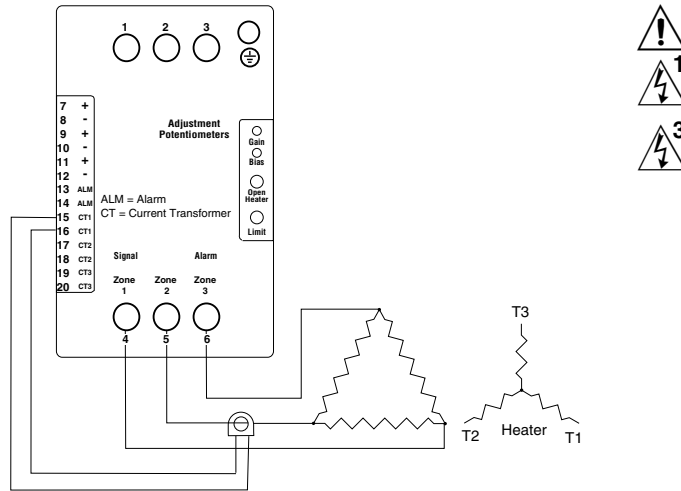 1 2 3
7 +
8 -
9 +
10 -
11 +
12 -
13 ALM
14 ALM
15 CT1
16 CT1
17 CT2
18 CT2
19 CT3
20 CT3
Adjustment
Potentiometers
Gain
Bias
Open
Heater
Limit
ALM = Alarm
CT = Current Transformer
Signal Alarm
Zone Zone Zone
1 2 3
4 5 6
T3
T2 Heater T1
!
1
3